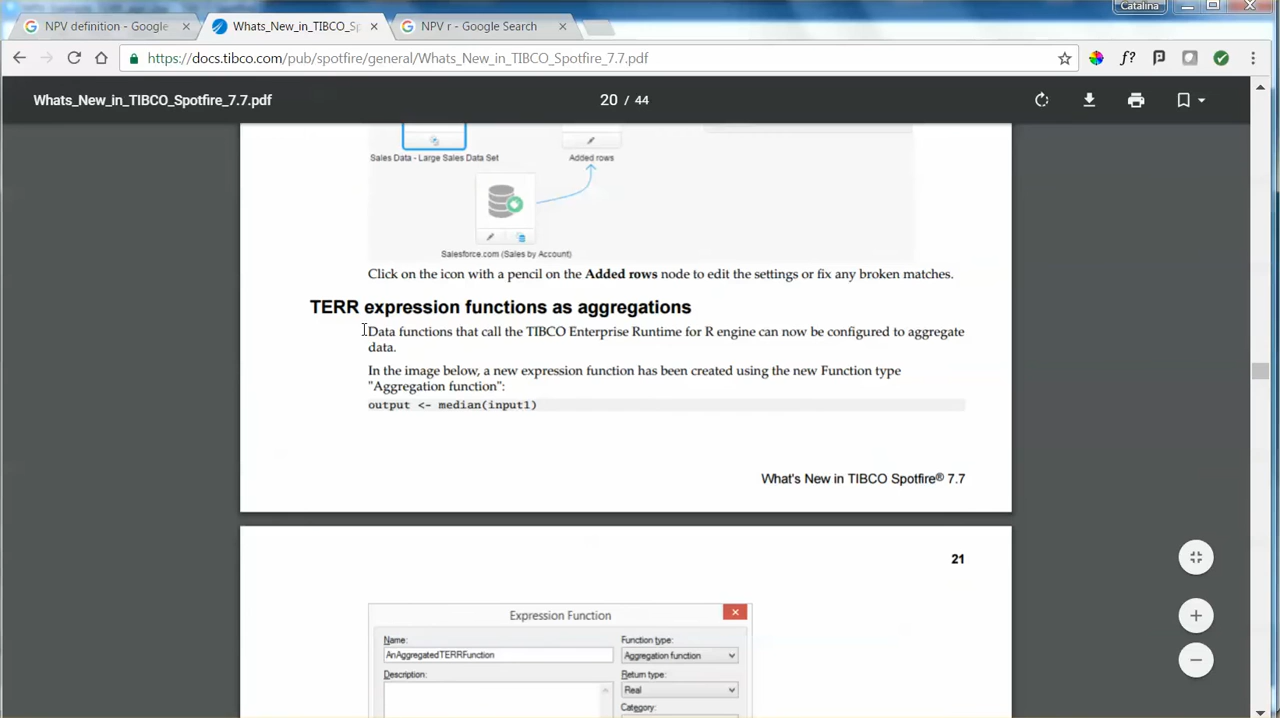 Catalina
NPV definition - Google
Whats_New_in_TIBCO_Sp
NPV r - Google Search
https://docs.tibco.com/pub/spotfire/general/Whats_New_in_TIBCO_Spotfire_7.7.pdf
f?
Whats_New_in_TIBCO_Spotfire_7.7.pdf
20 / 44
Sales Data - Large Sales Data Set
Added rows
Salesforce.com (Sales by Account)
Click on the icon with a pencil on the Added rows node to edit the settings or fix any broken matches.
TERR expression functions as aggregations
Data functions that call the TIBCO Enterprise Runtime for R engine can now be configured to aggregate
data.
In the image below, a new expression function has been created using the new Function type
"Aggregation function":
output <- median(input1)
What's New in TIBCO Spotfire® 7.7
21
Expression Function
Name:
Function type:
AnAggregatedTERRFunction
Aggregation function
Description:
Return type:
Real
Category: